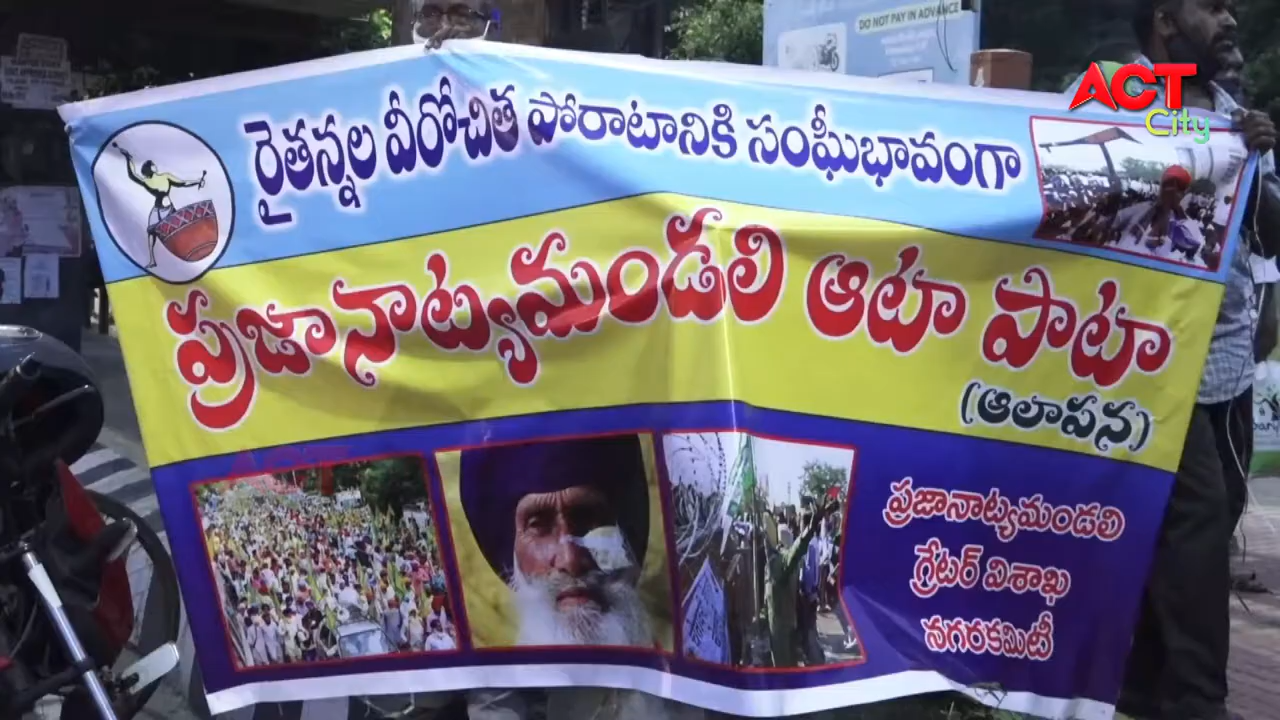 DO NOT PAY IN ADVANCE
ACT
City
రైతన్నల వీరోచిత పోరాటానికి సంఘీభావంగా
ప్రజానాట్యమండలి ఆటా పాటా
(ఆలాపన)
ప్రజానాట్యమండలి
గ్రేటర్ విశాఖ
నగరకమిటీ